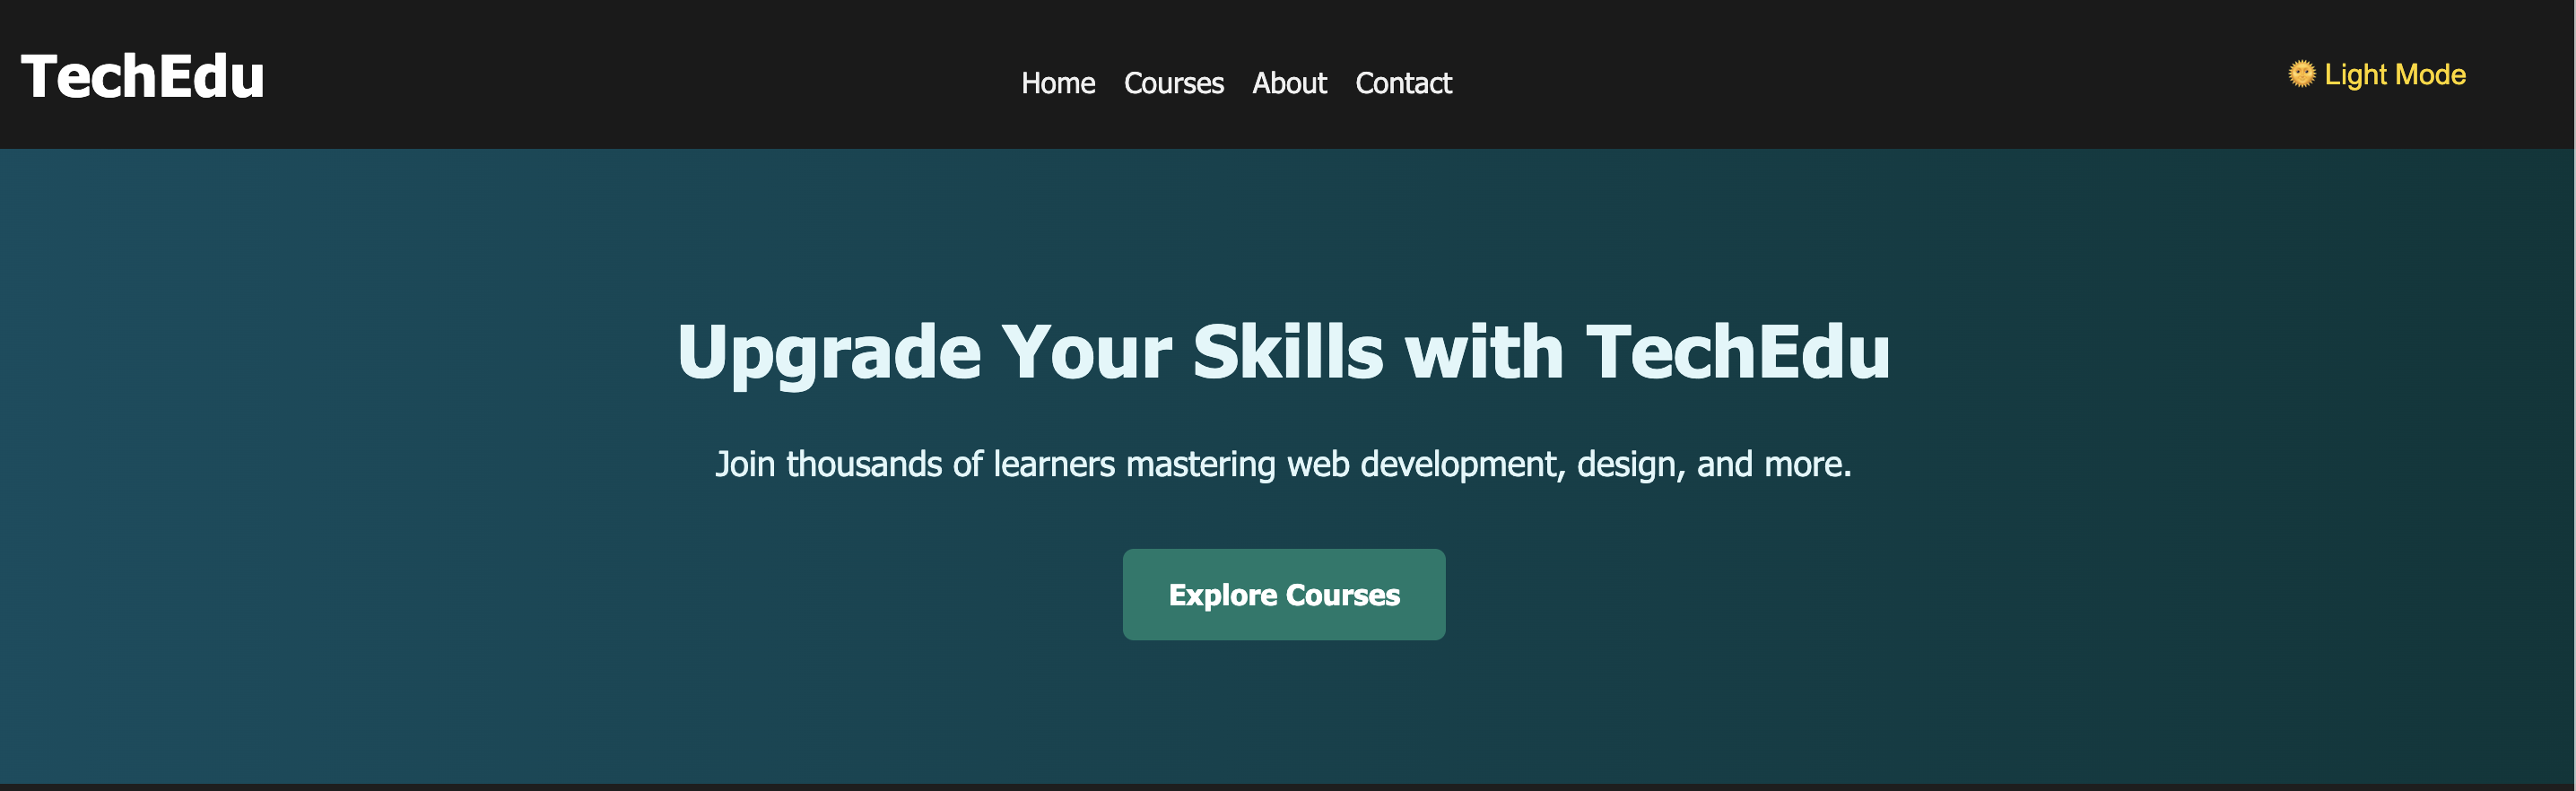 TechEdu
Home Courses About Contact
🌞 Light Mode
Upgrade Your Skills with TechEdu
Join thousands of learners mastering web development, design, and more.
Explore Courses